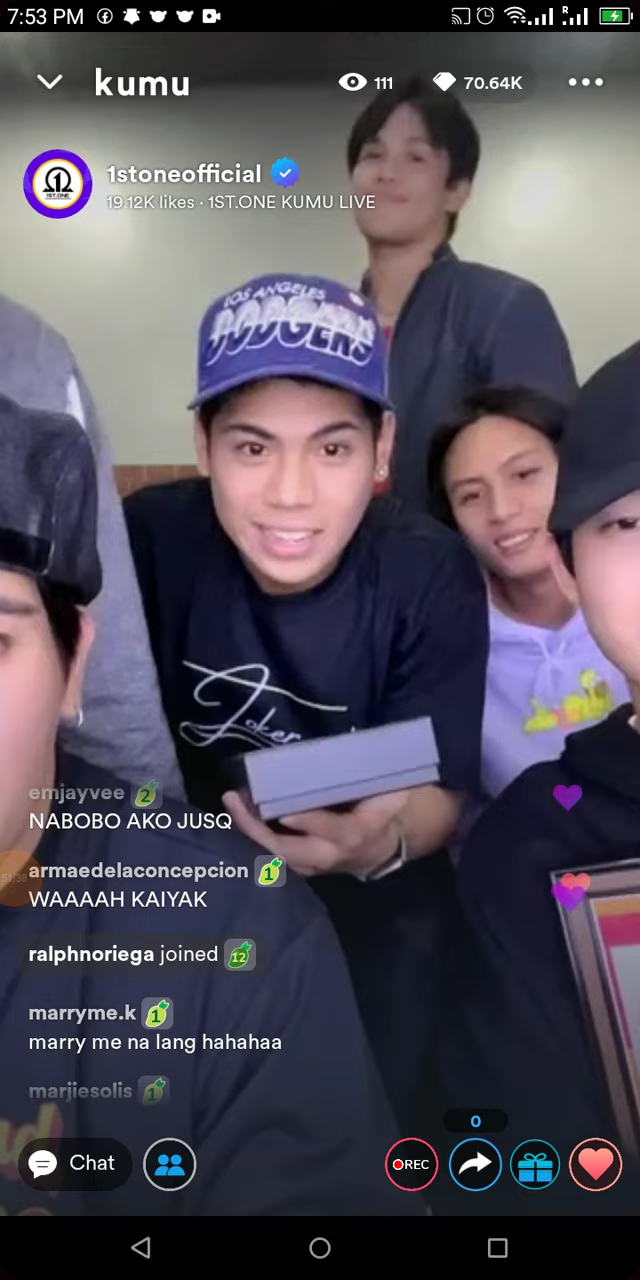 7:53 PM
R
kumu
111
70.64K
1stoneofficial
1ST.ONE
19.12K likes · 1ST.ONE KUMU LIVE
LOS ANGELES
DODGERS
emjayvee 2
NABOBO AKO JUSQ
51:38
armaedelaconcepcion 1
WAAAAH KAIYAK
ralphnoriega joined 12
marryme.k 1
marry me na lang hahahaa
marjiesolis 1
0
Chat
REC